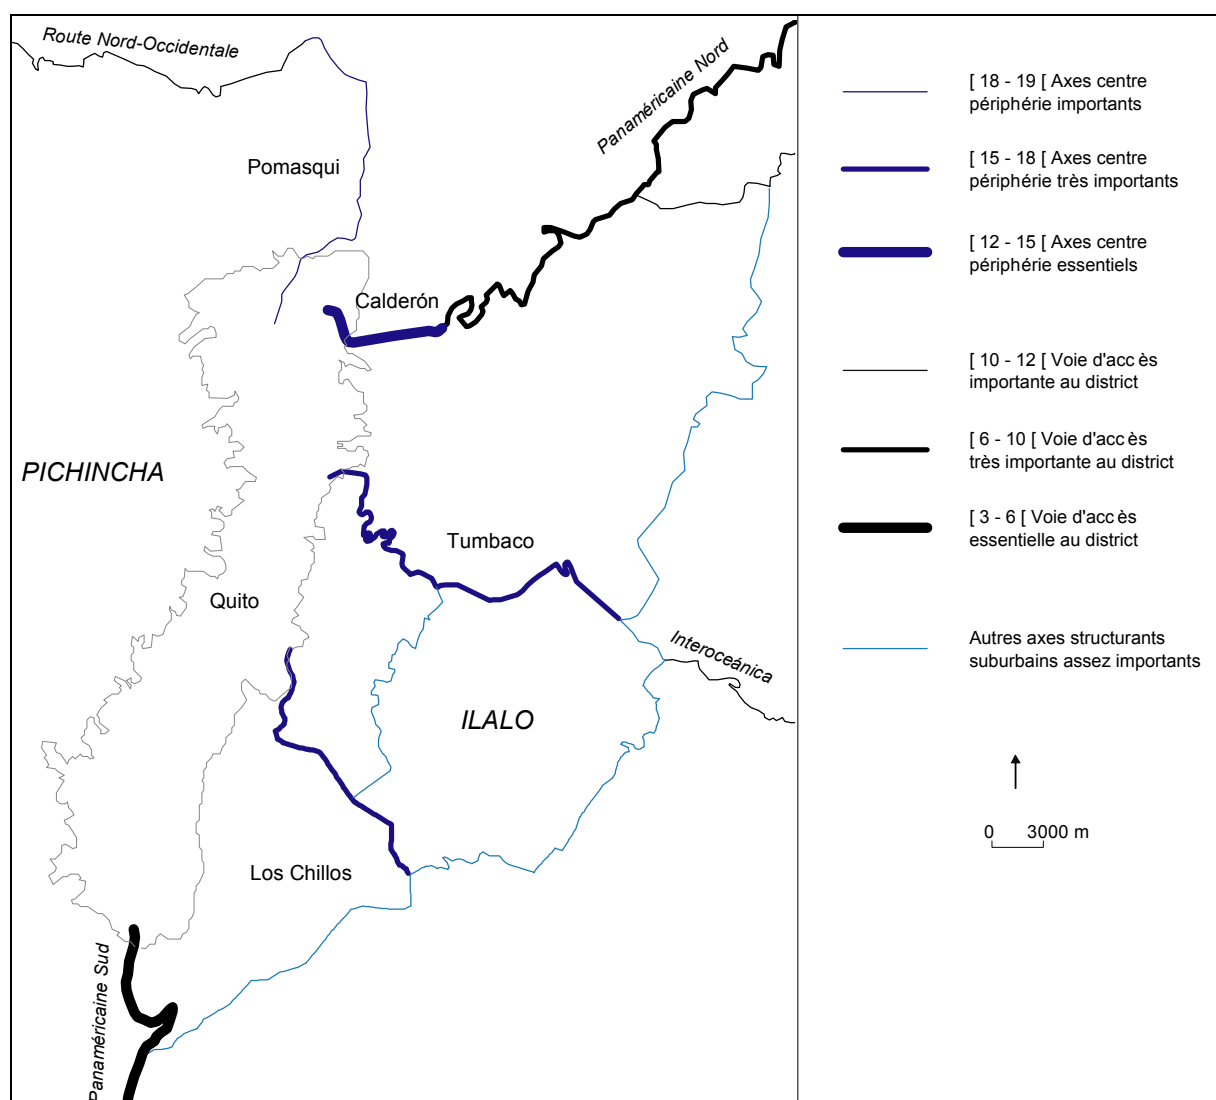 Route Nord-Occidentale
Panaméricaine Nord
Pomasqui
Calderón
PICHINCHA
Tumbaco
Quito
Interoceánica
ILALO
Los Chillos
Panaméricaine Sud
[ 18 - 19 [ Axes centre
périphérie importants
[ 15 - 18 [ Axes centre
périphérie très importants
[ 12 - 15 [ Axes centre
périphérie essentiels
[ 10 - 12 [ Voie d'acc ès
importante au district
[ 6 - 10 [ Voie d'acc ès
très importante au district
[ 3 - 6 [ Voie d'acc ès
essentielle au district
Autres axes structurants
suburbains assez importants
0 3000 m